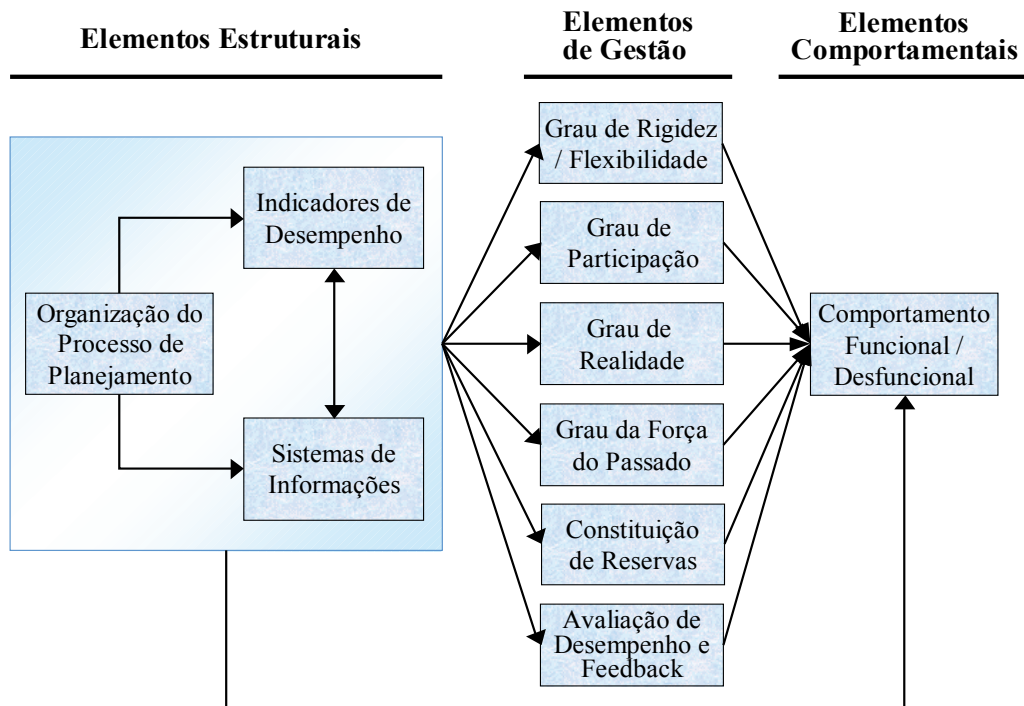 Elementos Estruturais
Elementos
de Gestão
Elementos
Comportamentais
Organização do
Processo de
Planejamento
Indicadores de
Desempenho
Sistemas de
Informações
Grau de Rigidez
/ Flexibilidade
Grau de
Participação
Grau de
Realidade
Grau da Força
do Passado
Constituição
de Reservas
Avaliação de
Desempenho e
Feedback
Comportamento
Funcional /
Desfuncional